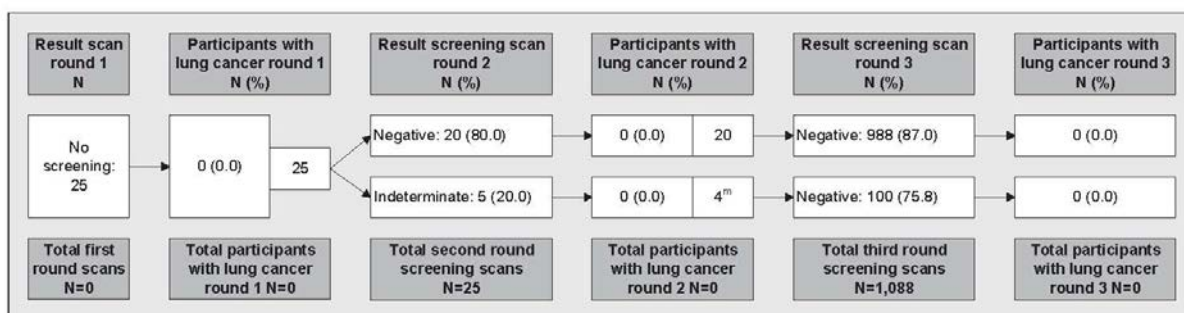 Result scan
round 1
N
Participants with
lung cancer round 1
N (%)
Result screening scan
round 2
N (%)
Participants with
lung cancer round 2
N (%)
Result screening scan
round 3
N (%)
Participants with
lung cancer round 3
N (%)
No
screening:
25
0 (0.0)
25
Negative: 20 (80.0)
0 (0.0)
20
Negative: 988 (87.0)
0 (0.0)
Indeterminate: 5 (20.0)
0 (0.0)
4ᵐ
Negative: 100 (75.8)
0 (0.0)
Total first
round scans
N=0
Total participants
with lung cancer
round 1 N=0
Total second round
screening scans
N=25
Total participants
with lung cancer
round 2 N=0
Total third round
screening scans
N=1,088
Total participants
with lung cancer
round 3 N=0